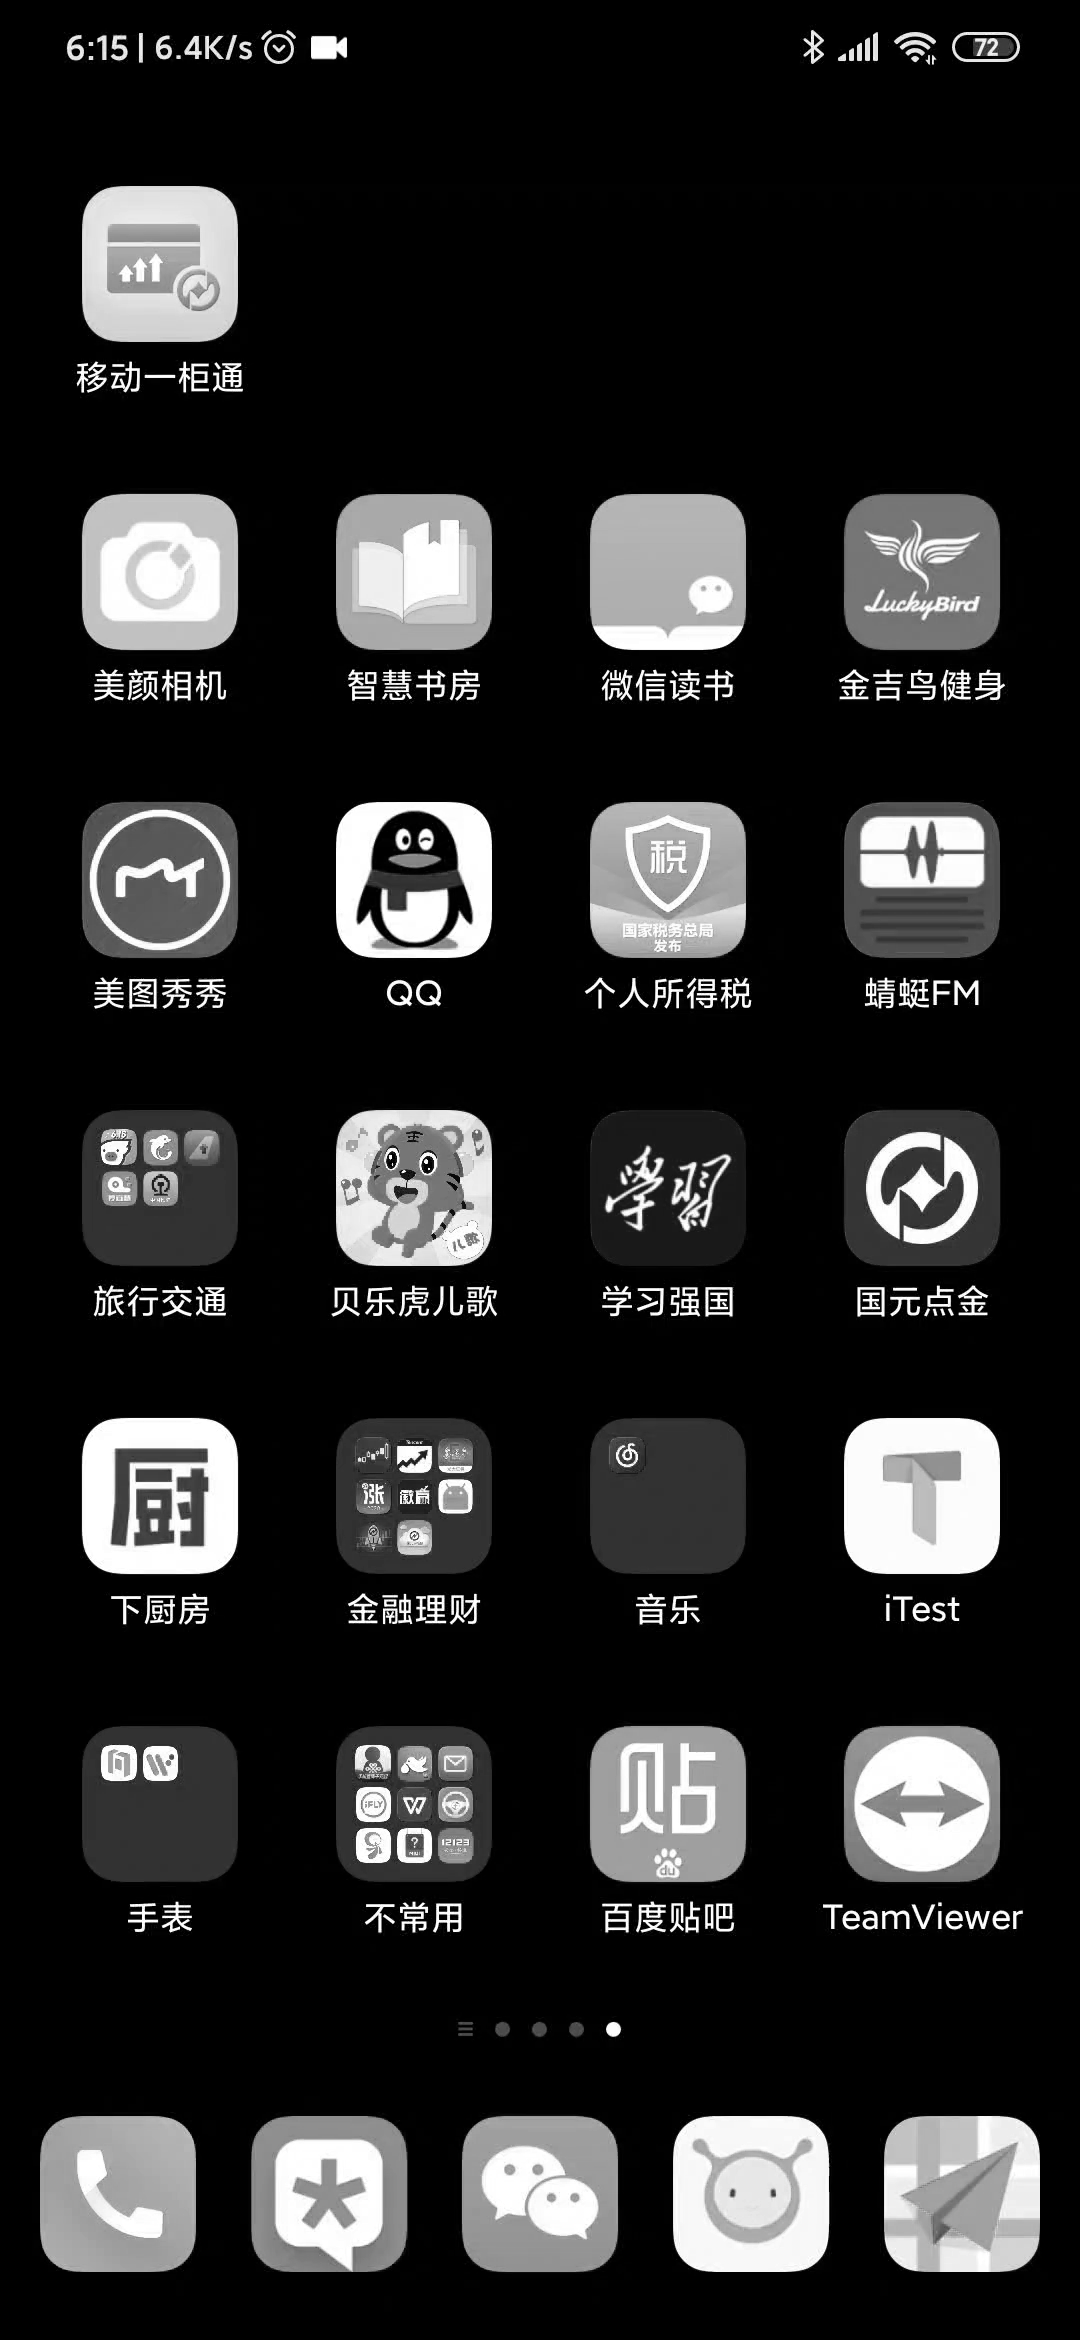 6:15 | 6.4K/s
72
移动一柜通
LuckyBird
美颜相机
智慧书房
微信读书
金吉鸟健身
税
国家税务总局
发布
美图秀秀
QQ
个人所得税
蜻蜓FM
儿歌
學習
旅行交通
贝乐虎儿歌
学习强国
国元点金
厨
涨
下厨房
金融理财
音乐
iTest
iFLY
12123
贴
du
手表
不常用
百度贴吧
TeamViewer